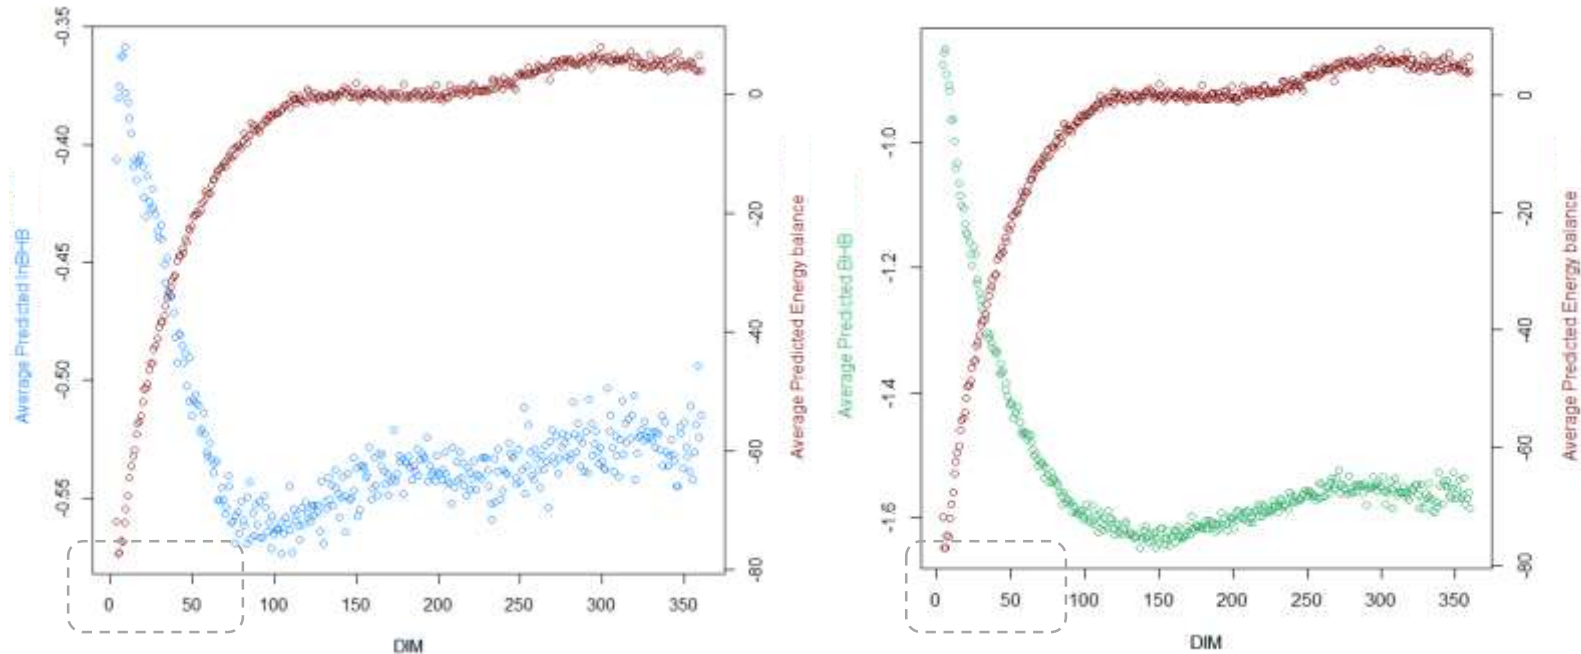 -0.35
-0.40
-0.45
-0.50
-0.55
Average Predicted lnBHB
0
-20
-40
-60
-80
Average Predicted Energy balance
0 50 100 150 200 250 300 350
DIM
-1.0
-1.2
-1.4
-1.6
Average Predicted BHB
0
-20
-40
-60
-80
Average Predicted Energy balance
0 50 100 150 200 250 300 350
DIM